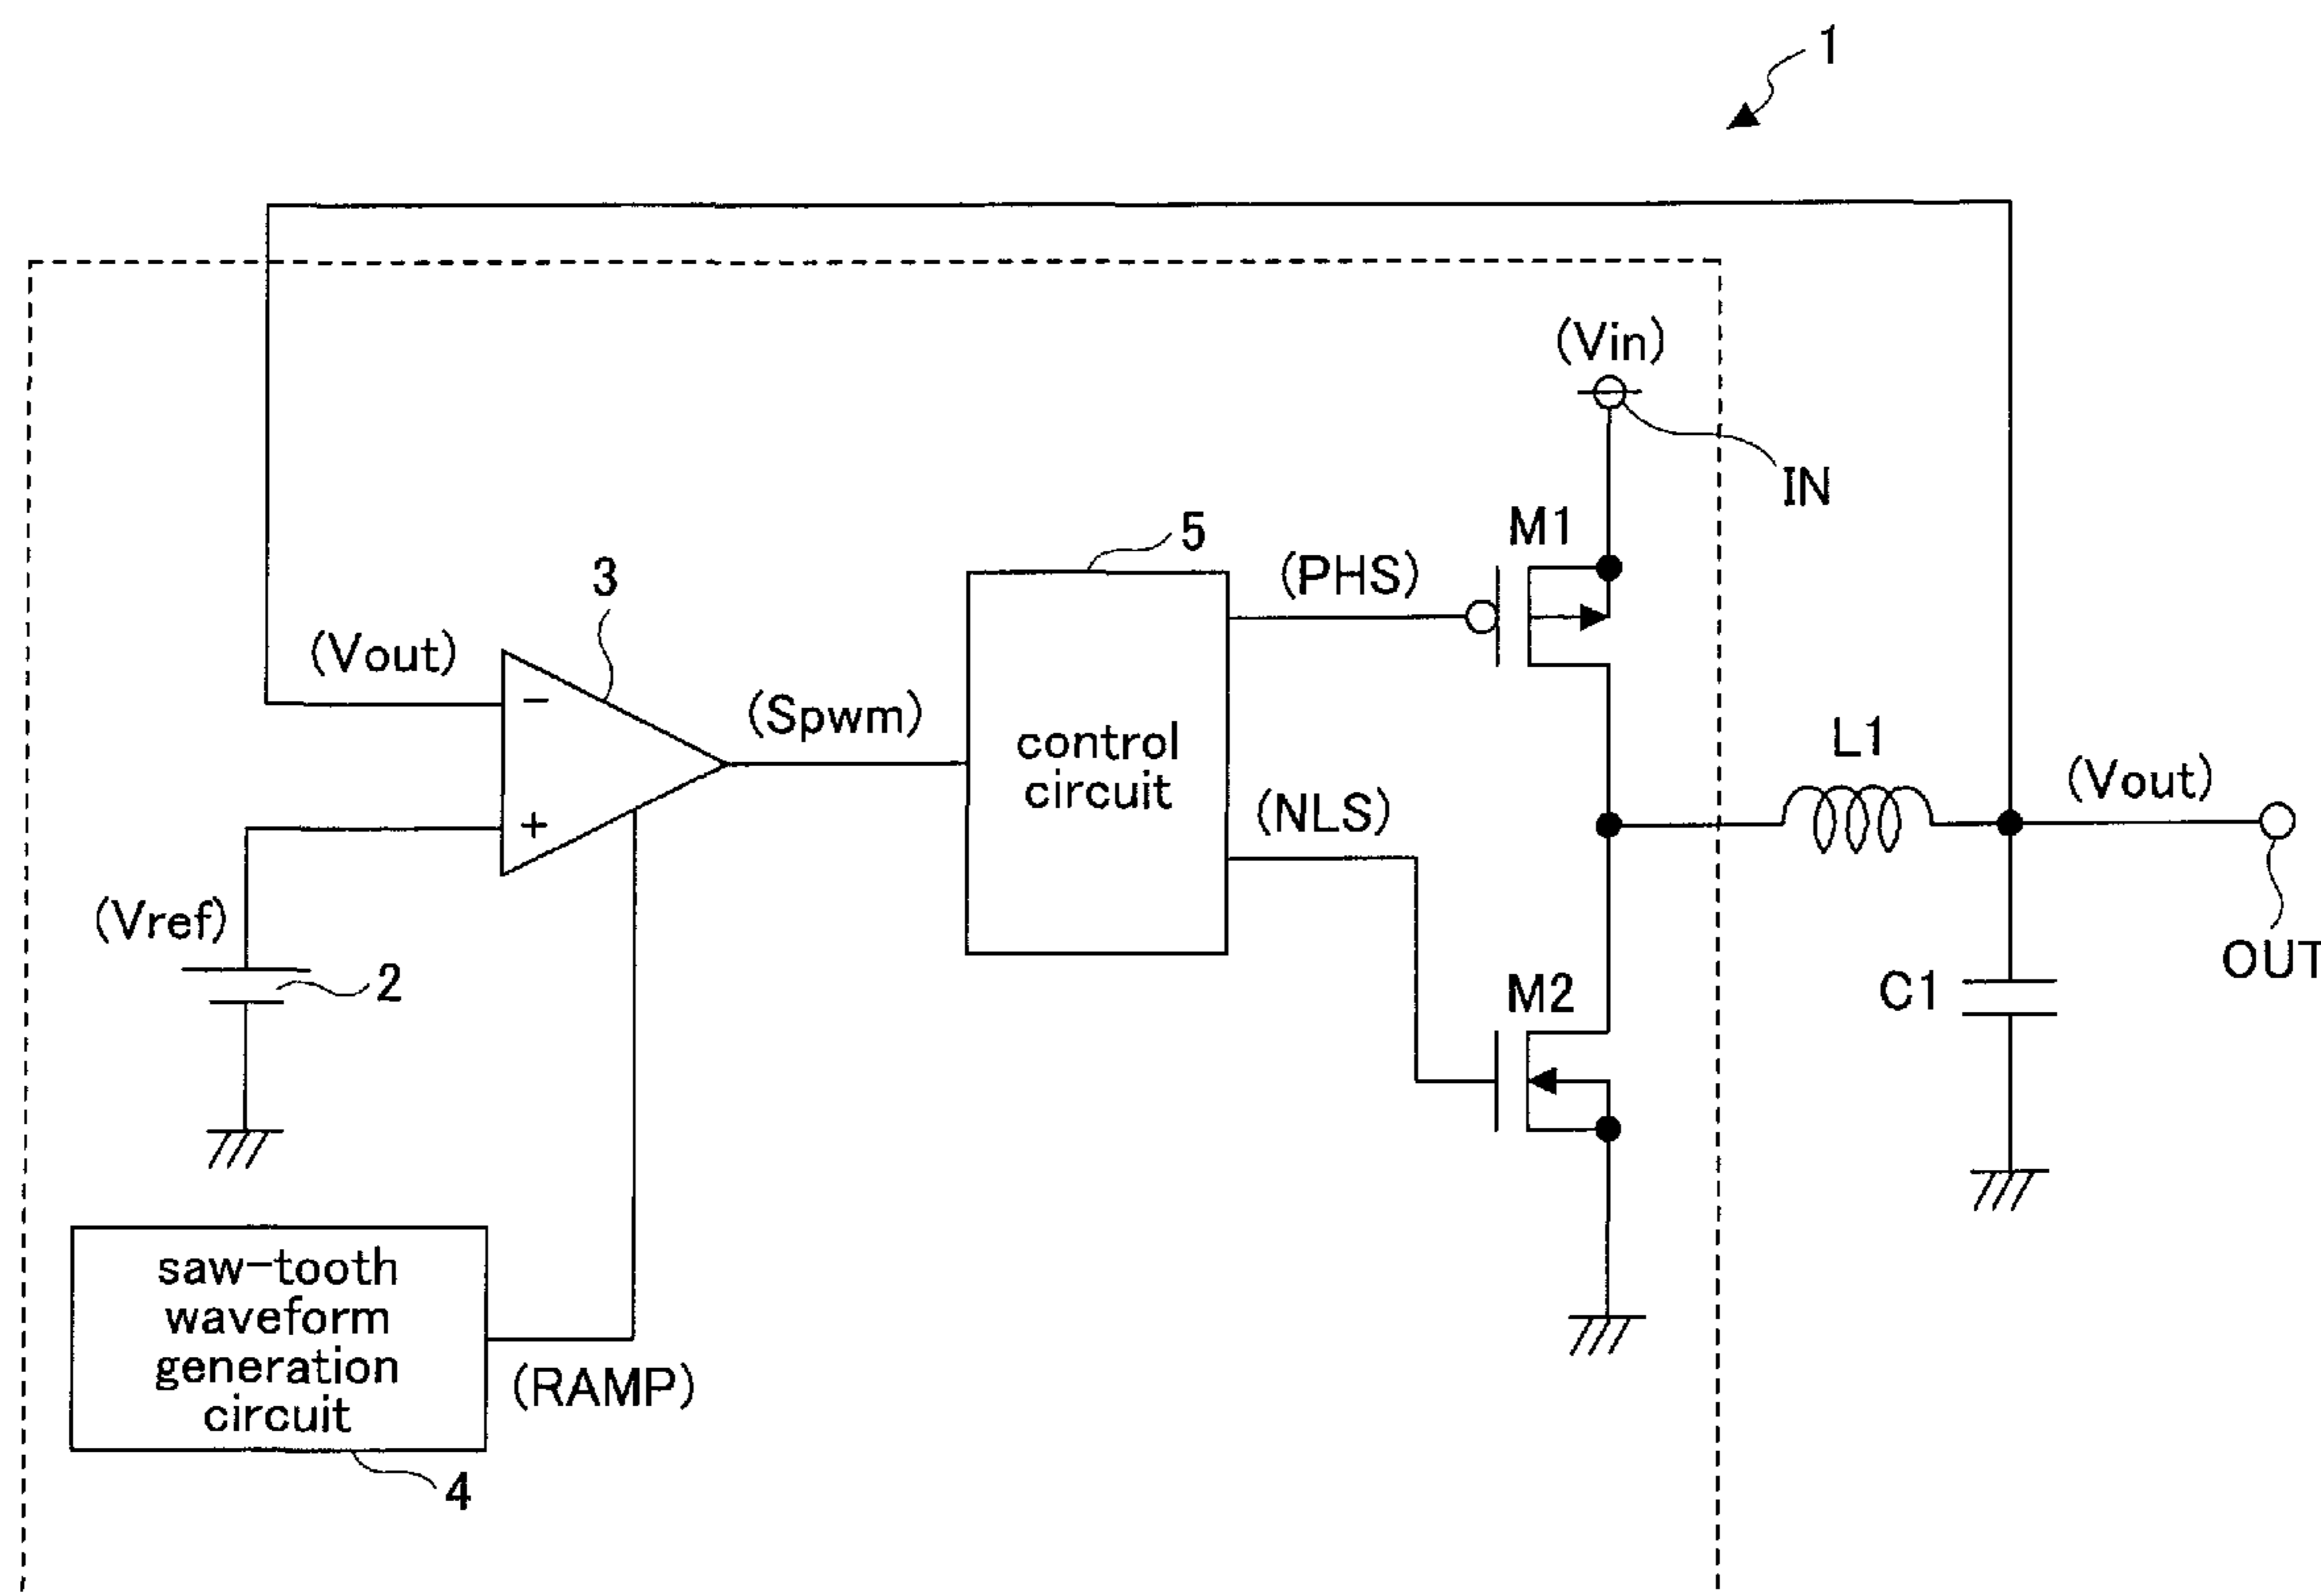 1
(Vin)
IN
M1
5
(PHS)
3
(Vout)
−
(Spwm)
control
circuit
L1
(Vout)
+
(NLS)
(Vref)
2
M2
C1
OUT
saw-tooth
waveform
generation
circuit
(RAMP)
4